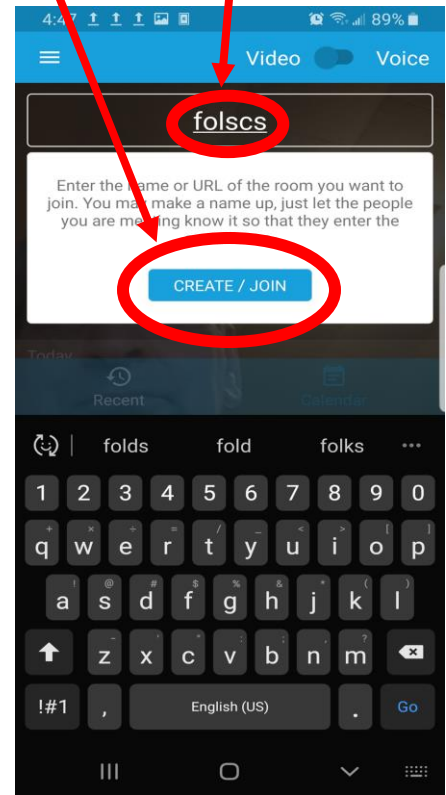 4:47 89%
Video Voice
folscs
Enter the name or URL of the room you want to
join. You may make a name up, just let the people
you are meeting know it so that they enter the
CREATE / JOIN
Today
Recent Calendar
folds fold folks ...
1 2 3 4 5 6 7 8 9 0
+ × ÷ = / _ < > [ ]
q w e r t y u i o p
! @ # $ % & * ( )
a s d f g h j k l
- ' " : ; , ?
z x c v b n m
!#1 , English (US) . Go